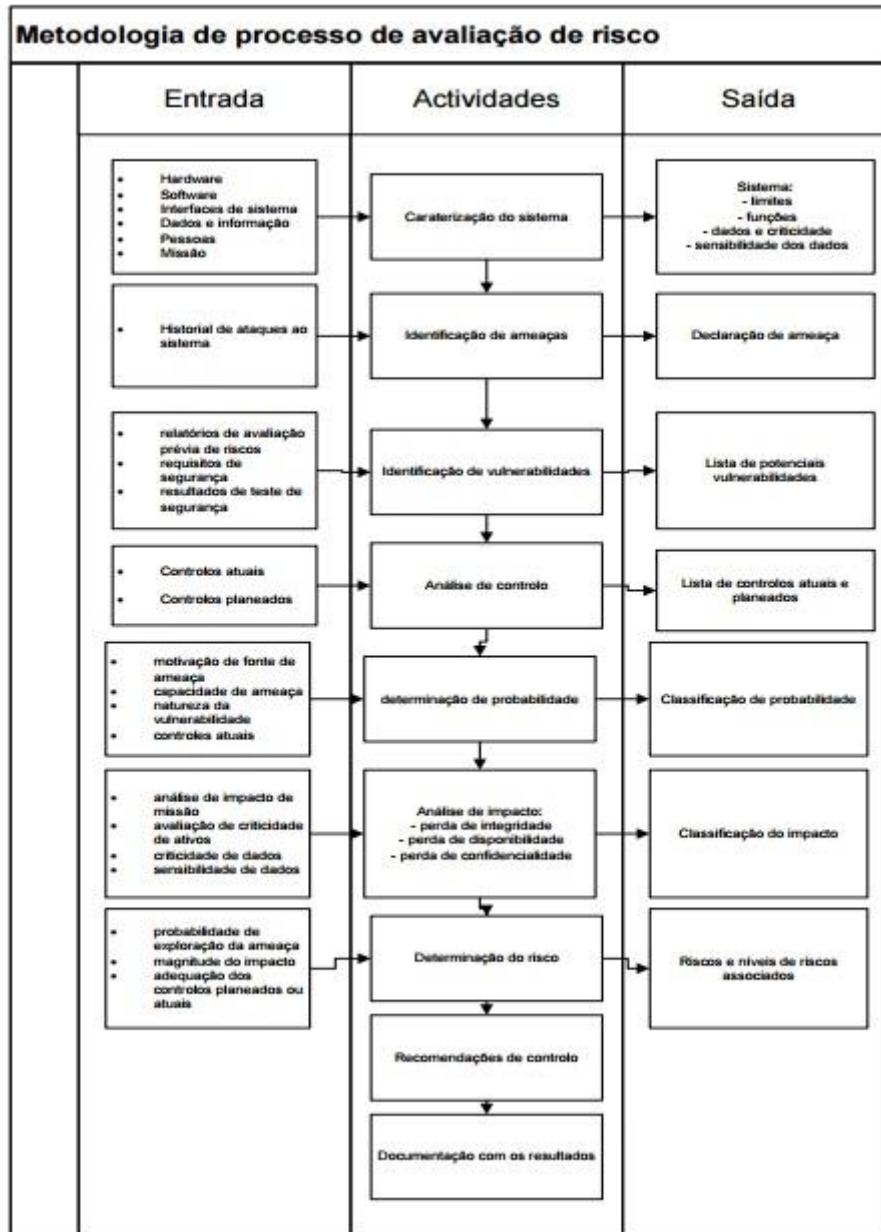 Metodologia de processo de avaliação de risco
Entrada
Actividades
Saída
• Hardware
• Software
• Interfaces de sistema
• Dados e informação
• Pessoas
• Missão
Caraterização do sistema
Sistema:
- limites
- funções
- dados e criticidade
- sensibilidade dos dados
• Historial de ataques ao
sistema
Identificação de ameaças
Declaração de ameaça
• relatórios de avaliação
prévia de riscos
• requisitos de
segurança
• resultados de teste de
segurança
Identificação de vulnerabilidades
Lista de potenciais
vulnerabilidades
• Controlos atuais
• Controlos planeados
Análise de controlo
Lista de controlos atuais e
planeados
• motivação de fonte de
ameaça
• capacidade de ameaça
• natureza da
vulnerabilidade
• controles atuais
determinação de probabilidade
Classificação de probabilidade
• análise de impacto de
missão
• avaliação de criticidade
de ativos
• criticidade de dados
• sensibilidade de dados
Análise de impacto:
- perda de integridade
- perda de disponibilidade
- perda de confidencialidade
Classificação do impacto
• probabilidade de
exploração da ameaça
• magnitude do impacto
• adequação dos
controlos planeados ou
atuais
Determinação do risco
Riscos e níveis de riscos
associados
Recomendações de controlo
Documentação com os resultados